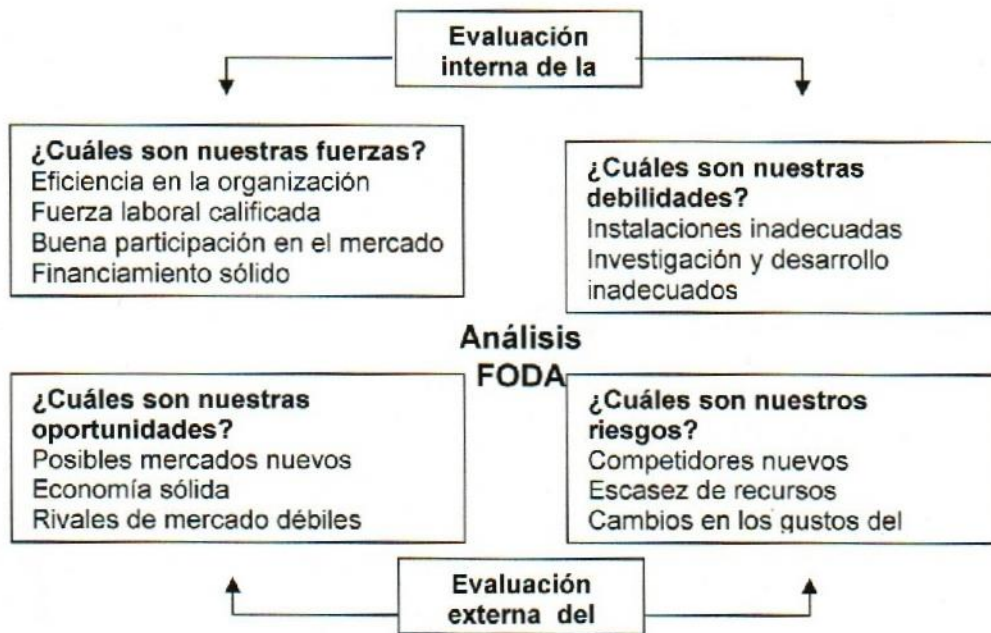 Evaluación
interna de la
¿Cuáles son nuestras fuerzas?
Eficiencia en la organización
Fuerza laboral calificada
Buena participación en el mercado
Financiamiento sólido
¿Cuáles son nuestras
debilidades?
Instalaciones inadecuadas
Investigación y desarrollo
inadecuados
Análisis
FODA
¿Cuáles son nuestras
oportunidades?
Posibles mercados nuevos
Economía sólida
Rivales de mercado débiles
¿Cuáles son nuestros
riesgos?
Competidores nuevos
Escasez de recursos
Cambios en los gustos del
Evaluación
externa del